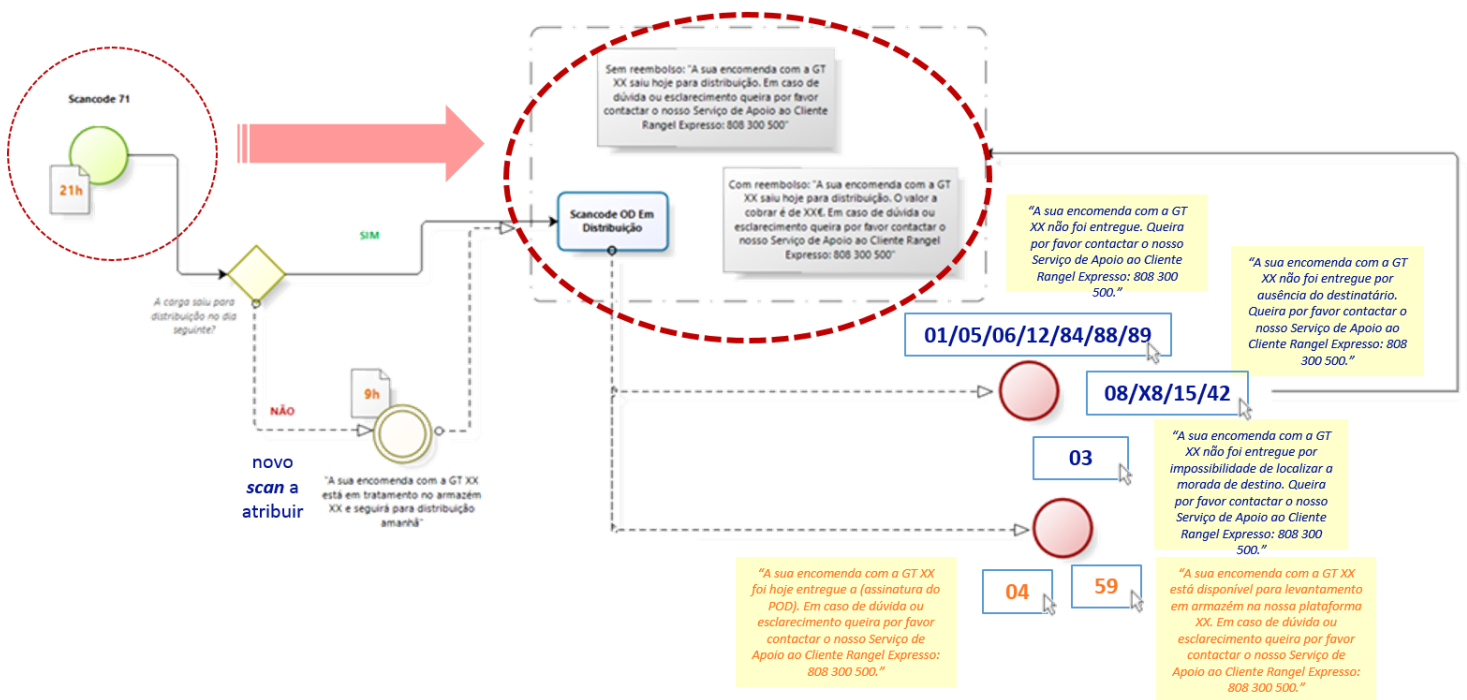 Scancode 71
21h
Sem reembolso: "A sua encomenda com a GT
XX saiu hoje para distribuição. Em caso de
dúvida ou esclarecimento queira por favor
contactar o nosso Serviço de Apoio ao Cliente
Rangel Expresso: 808 300 500"
Com reembolso: "A sua encomenda com a GT
XX saiu hoje para distribuição. O valor a
cobrar é de XX€. Em caso de dúvida ou
esclarecimento queira por favor contactar o
nosso Serviço de Apoio ao Cliente Rangel
Expresso: 808 300 500"
Scancode OD Em
Distribuição
SIM
A carga saiu para
distribuição no dia
seguinte?
NÃO
9h
novo
scan a
atribuir
"A sua encomenda com a GT XX
está em tratamento no armazém
XX e seguirá para distribuição
amanhã"
“A sua encomenda com a GT
XX não foi entregue. Queira
por favor contactar o nosso
Serviço de Apoio ao Cliente
Rangel Expresso: 808 300
500.”
“A sua encomenda com a GT
XX não foi entregue por
ausência do destinatário.
Queira por favor contactar o
nosso Serviço de Apoio ao
Cliente Rangel Expresso: 808
300 500.”
01/05/06/12/84/88/89
08/X8/15/42
03
“A sua encomenda com a GT
XX não foi entregue por
impossibilidade de localizar a
morada de destino. Queira
por favor contactar o nosso
Serviço de Apoio ao Cliente
Rangel Expresso: 808 300
500.”
“A sua encomenda com a GT XX
foi hoje entregue a (assinatura do
POD). Em caso de dúvida ou
esclarecimento queira por favor
contactar o nosso Serviço de
Apoio ao Cliente Rangel Expresso:
808 300 500.”
04
59
“A sua encomenda com a GT XX
está disponível para levantamento
em armazém na nossa plataforma
XX. Em caso de dúvida ou
esclarecimento queira por favor
contactar o nosso Serviço de
Apoio ao Cliente Rangel Expresso:
808 300 500.”